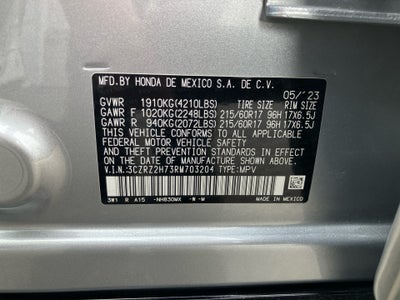 MFD.BY HONDA DE MEXICO S.A. DE C.V.
05/'23
GVWR 1910KG(4210LBS) TIRE SIZE RIM SIZE
GAWR F 1020KG(2248LBS) 215/60R17 96H 17X6.5J
GAWR R 940KG(2072LBS) 215/60R17 96H 17X6.5J
THIS VEHICLE CONFORMS TO ALL APPLICABLE
FEDERAL MOTOR VEHICLE SAFETY AND THEFT
PREVENTION STANDARDS IN EFFECT ON THE DATE OF
MANUFACTURE SHOWN ABOVE.
V.I.N.:3CZRZ2H73RM703204 TYPE:MPV
3W1 R A15 -NH830MX -W -M
MADE IN MEXICO